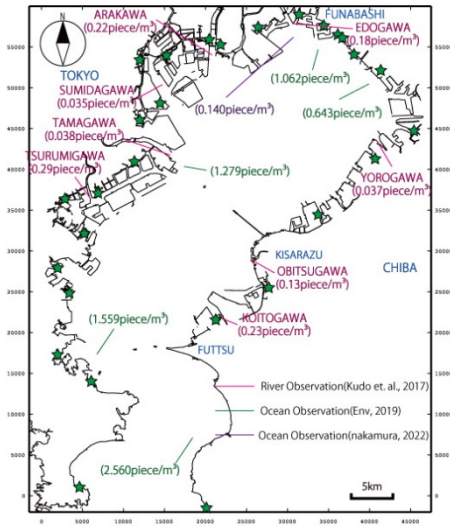 ARAKAWA
(0.22piece/m³)
FUNABASHI
EDOGAWA
(0.18piece/m³)
N
TOKYO
SUMIDAGAWA
(0.035piece/m³)
(1.062piece/m³)
(0.140piece/m³)
(0.643piece/m³)
TAMAGAWA
(0.038piece/m³)
TSURUMIGAWA
(0.29piece/m³)
(1.279piece/m³)
YOROGAWA
(0.037piece/m³)
KISARAZU
OBITSUGAWA
(0.13piece/m³)
CHIBA
KOITOGAWA
(0.23piece/m³)
(1.559piece/m³)
FUTTSU
River Observation(Kudo et. al., 2017)
Ocean Observation(Env, 2019)
Ocean Observation(nakamura, 2022)
(2.560piece/m³)
5km
55000
50000
45000
40000
35000
30000
25000
20000
15000
10000
5000
0
0 5000 10000 15000 20000 25000 30000 35000 40000 45000